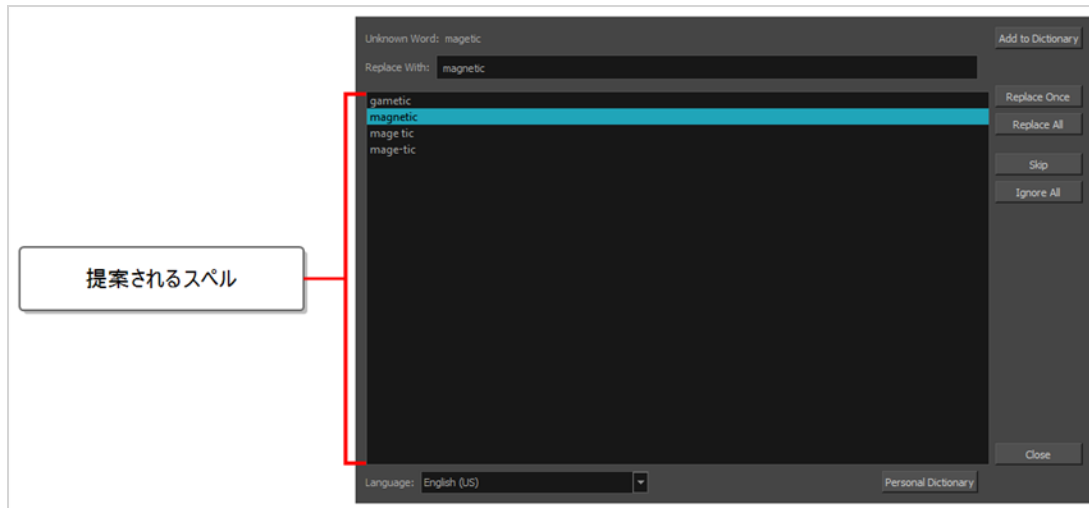 Unknown Word: magetic
Add to Dictionary
Replace With: magnetic
gametic
Replace Once
magnetic
Replace All
mage tic
mage-tic
Skip
Ignore All
提案されるスペル
Close
Language: English (US)
Personal Dictionary